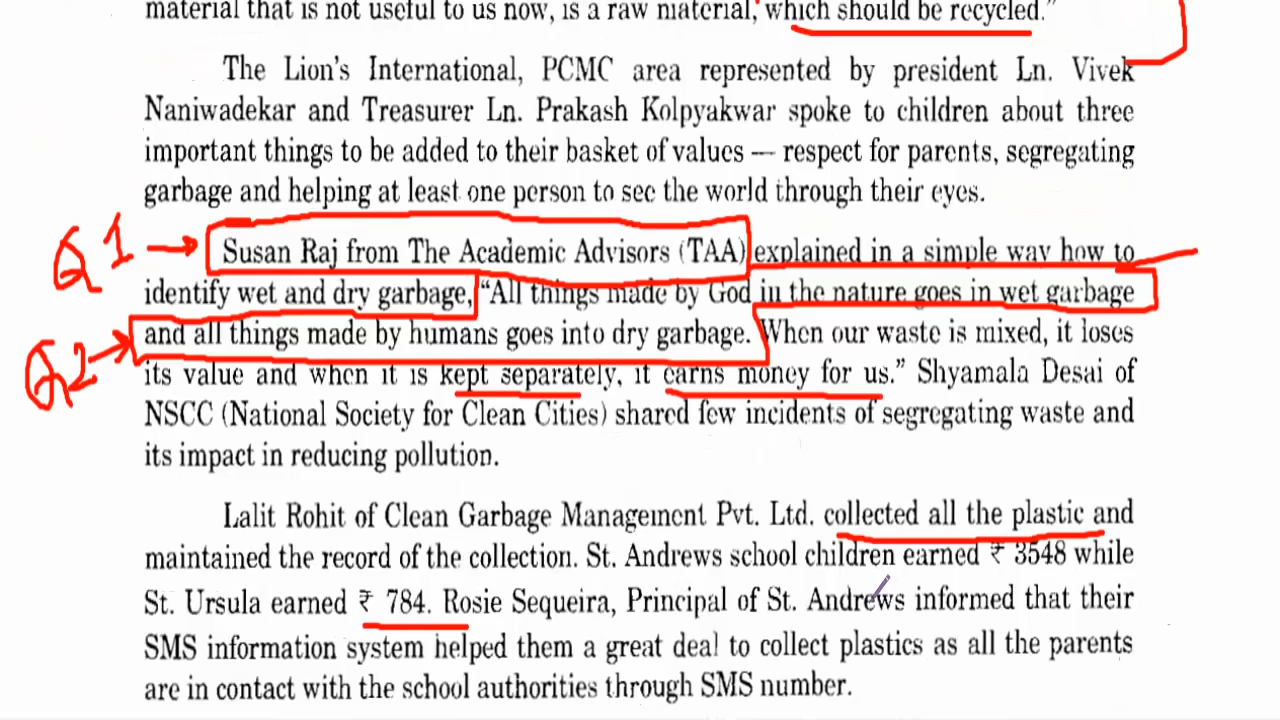 material that is not useful to us now, is a raw material, which should be recycled."
The Lion's International, PCMC area represented by president Ln. Vivek
Naniwadekar and Treasurer Ln. Prakash Kolpyakwar spoke to children about three
important things to be added to their basket of values — respect for parents, segregating
garbage and helping at least one person to see the world through their eyes.
Q1 → Susan Raj from The Academic Advisors (TAA) explained in a simple way how to
identify wet and dry garbage, "All things made by God in the nature goes in wet garbage
Q2 → and all things made by humans goes into dry garbage. When our waste is mixed, it loses
its value and when it is kept separately, it earns money for us." Shyamala Desai of
NSCC (National Society for Clean Cities) shared few incidents of segregating waste and
its impact in reducing pollution.
Lalit Rohit of Clean Garbage Management Pvt. Ltd. collected all the plastic and
maintained the record of the collection. St. Andrews school children earned ₹ 3548 while
St. Ursula earned ₹ 784. Rosie Sequeira, Principal of St. Andrews informed that their
SMS information system helped them a great deal to collect plastics as all the parents
are in contact with the school authorities through SMS number.